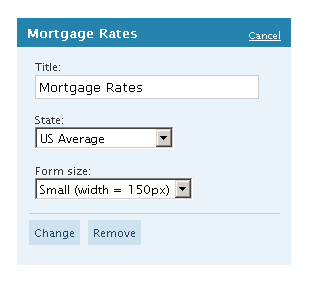 Mortgage Rates
Cancel
Title:
Mortgage Rates
State:
US Average
Form size:
Small (width = 150px)
Change
Remove